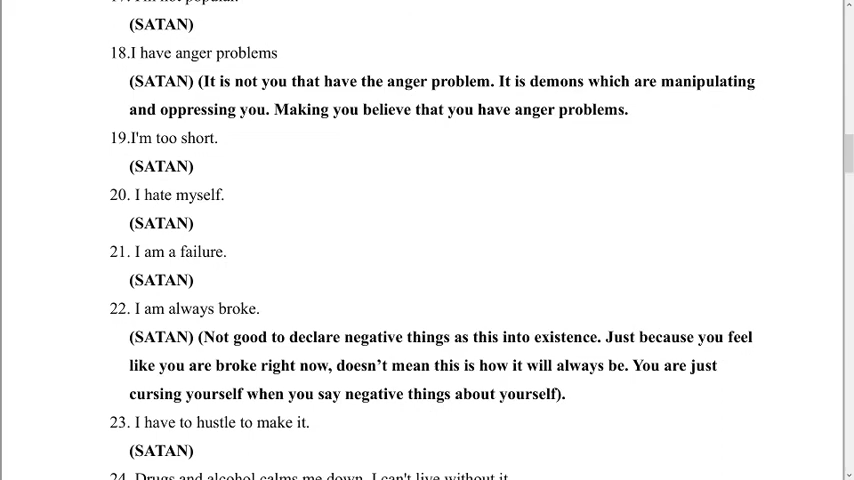 17. I'm not popular.
(SATAN)
18.I have anger problems
(SATAN) (It is not you that have the anger problem. It is demons which are manipulating
and oppressing you. Making you believe that you have anger problems.
19.I'm too short.
(SATAN)
20. I hate myself.
(SATAN)
21. I am a failure.
(SATAN)
22. I am always broke.
(SATAN) (Not good to declare negative things as this into existence. Just because you feel
like you are broke right now, doesn’t mean this is how it will always be. You are just
cursing yourself when you say negative things about yourself).
23. I have to hustle to make it.
(SATAN)
24. Drugs and alcohol calms me down. I can't live without it